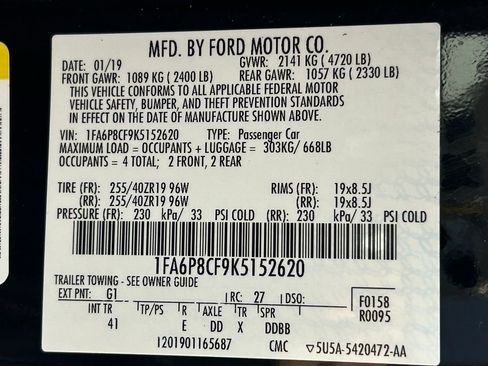 MFD. BY FORD MOTOR CO.
DATE: 01/19 GVWR: 2141 KG (4720 LB)
FRONT GAWR: 1089 KG (2400 LB) REAR GAWR: 1057 KG (2330 LB)
THIS VEHICLE CONFORMS TO ALL APPLICABLE FEDERAL MOTOR
VEHICLE SAFETY, BUMPER, AND THEFT PREVENTION STANDARDS
IN EFFECT ON THE DATE OF MANUFACTURE SHOWN ABOVE.
VIN: 1FA6P8CF9K5152620 TYPE: Passenger Car
MAXIMUM LOAD = OCCUPANTS + LUGGAGE = 303KG/ 668LB
OCCUPANTS = 4 TOTAL; 2 FRONT, 2 REAR
TIRE (FR): 255/40ZR19 96W RIMS (FR): 19x8.5J
(RR): 255/40ZR19 96W (RR): 19x8.5J
PRESSURE (FR): 230 kPa/ 33 PSI COLD (RR): 230 kPa/ 33 PSI COLD
1FA6P8CF9K5152620
TRAILER TOWING - SEE OWNER GUIDE
EXT PNT: G1 RC: 27 DSO: F0158
INT TR TP/PS R AXLE TR SPR R0095
41 E DD X DDBB
1201901165687 CMC 5U5A-5420472-AA